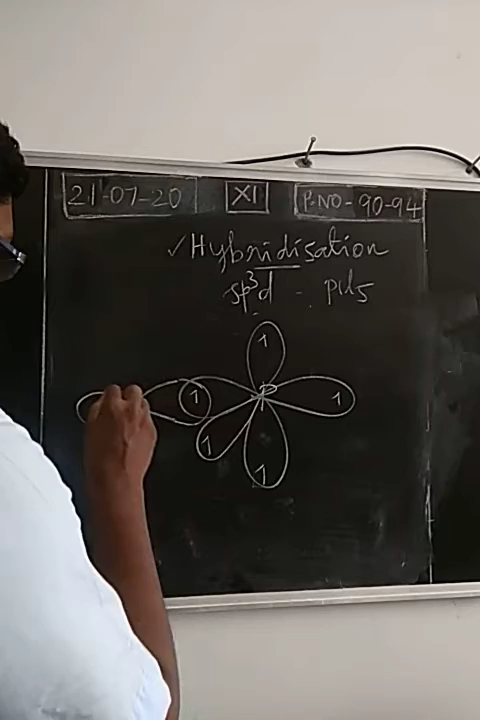 21-07-20 XI P.NO-90-94
✓Hybridisation
sp³d - pcl5
1
1 P 1
1
1